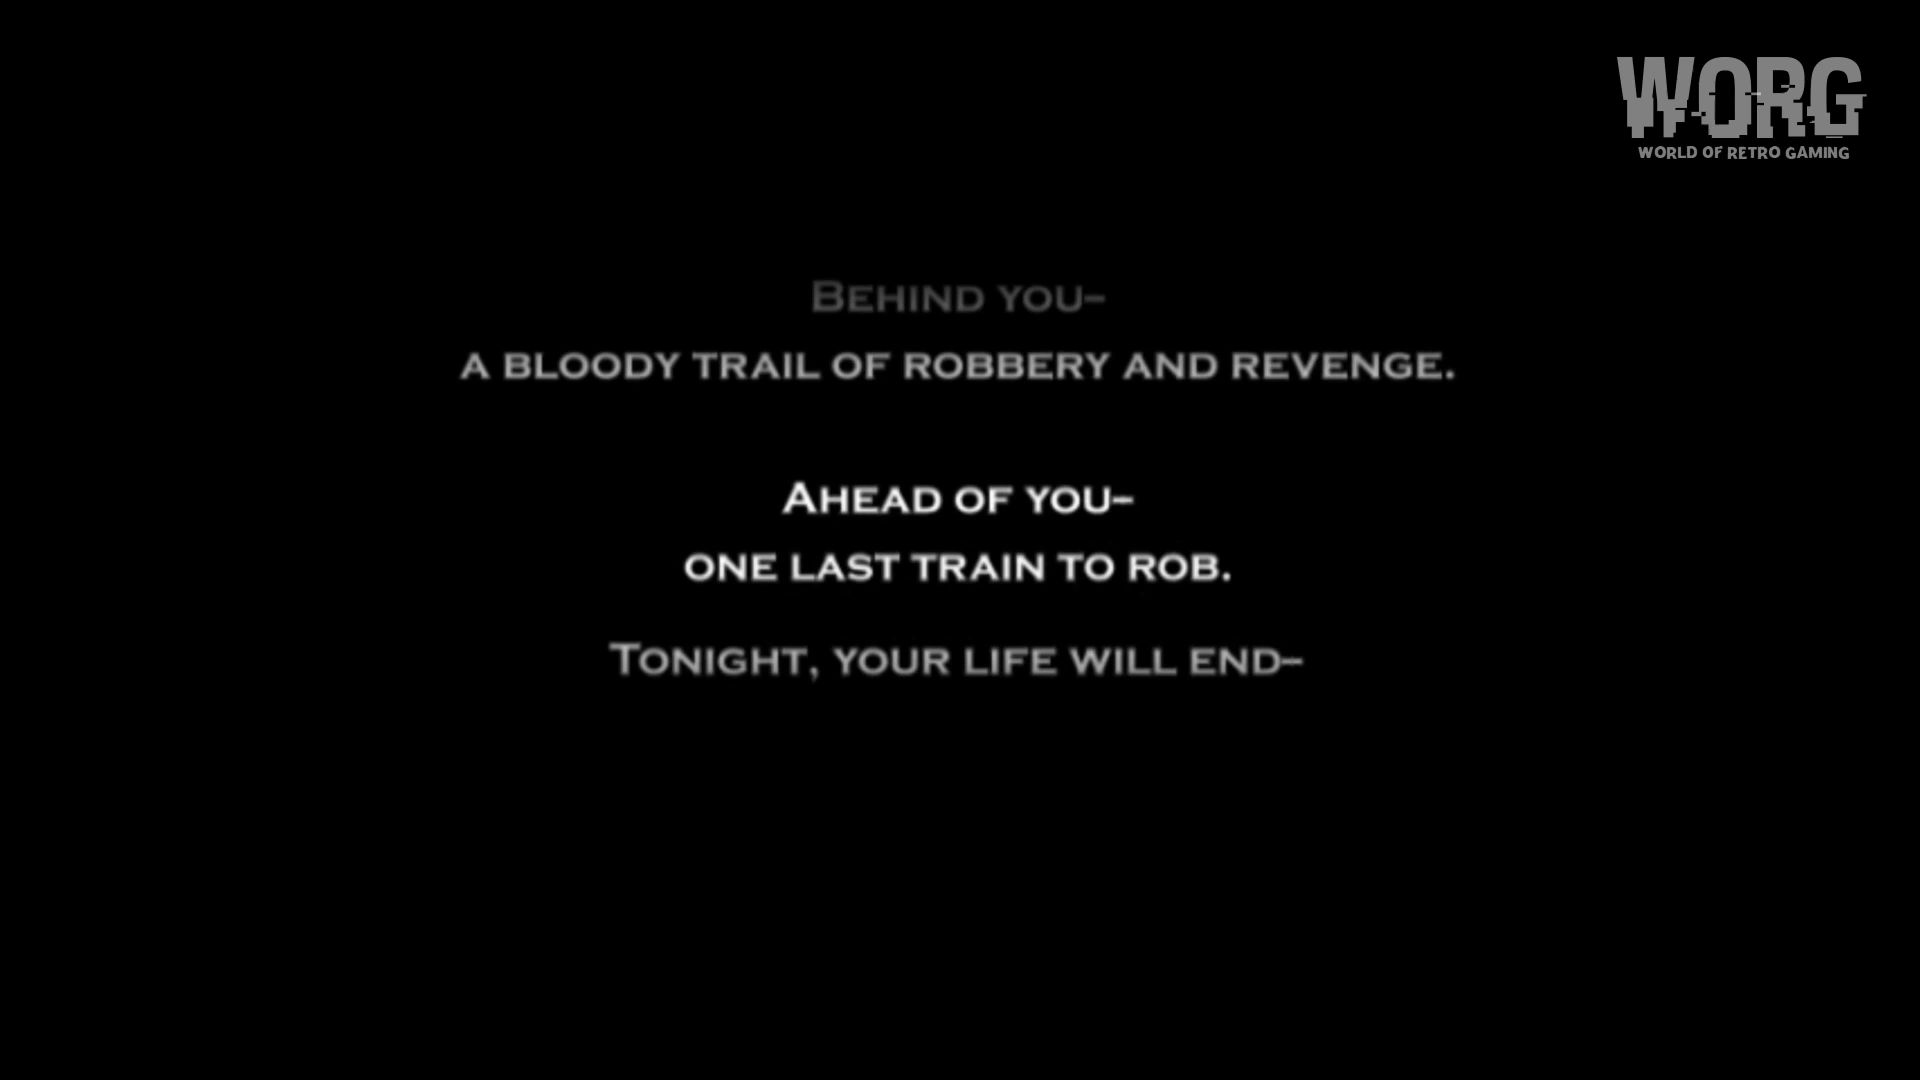 WORG
WORLD OF RETRO GAMING
BEHIND YOU–
A BLOODY TRAIL OF ROBBERY AND REVENGE.
AHEAD OF YOU–
ONE LAST TRAIN TO ROB.
TONIGHT, YOUR LIFE WILL END–